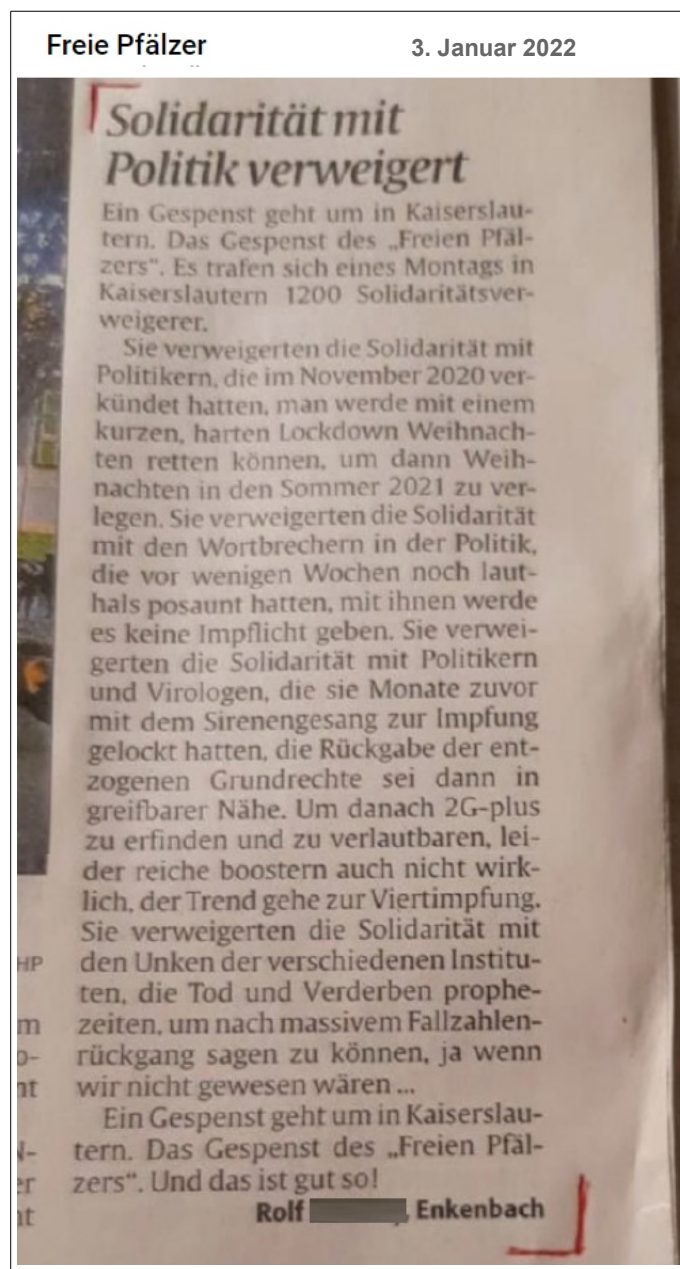 Freie Pfälzer
3. Januar 2022
Solidarität mit
Politik verweigert
Ein Gespenst geht um in Kaiserslau-
tern. Das Gespenst des „Freien Pfäl-
zers“. Es trafen sich eines Montags in
Kaiserslautern 1200 Solidaritätsver-
weigerer.
Sie verweigerten die Solidarität mit
Politikern, die im November 2020 ver-
kündet hatten, man werde mit einem
kurzen, harten Lockdown Weihnach-
ten retten können, um dann Weih-
nachten in den Sommer 2021 zu ver-
legen. Sie verweigerten die Solidarität
mit den Wortbrechern in der Politik,
die vor wenigen Wochen noch laut-
hals posaunt hatten, mit ihnen werde
es keine Impflicht geben. Sie verwei-
gerten die Solidarität mit Politikern
und Virologen, die sie Monate zuvor
mit dem Sirenengesang zur Impfung
gelockt hatten, die Rückgabe der ent-
zogenen Grundrechte sei dann in
greifbarer Nähe. Um danach 2G-plus
zu erfinden und zu verlautbaren, lei-
der reiche boostern auch nicht wirk-
lich, der Trend gehe zur Viertimpfung.
Sie verweigerten die Solidarität mit
den Unken der verschiedenen Institu-
ten, die Tod und Verderben prophe-
zeiten, um nach massivem Fallzahlen-
rückgang sagen zu können, ja wenn
wir nicht gewesen wären ...
Ein Gespenst geht um in Kaiserslau-
tern. Das Gespenst des „Freien Pfäl-
zers“. Und das ist gut so!
Rolf , Enkenbach
HP
m
o-
nt
N-
er
nt